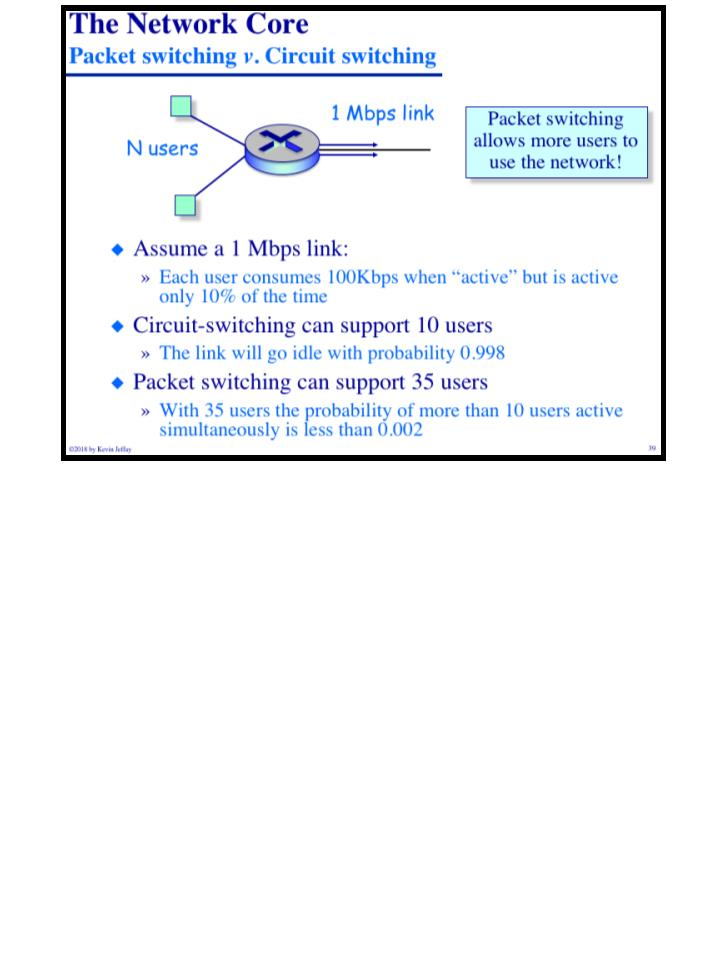 The Network Core
Packet switching v. Circuit switching
1 Mbps link
N users
Packet switching
allows more users to
use the network!
◆ Assume a 1 Mbps link:
» Each user consumes 100Kbps when “active” but is active
only 10% of the time
◆ Circuit-switching can support 10 users
» The link will go idle with probability 0.998
◆ Packet switching can support 35 users
» With 35 users the probability of more than 10 users active
simultaneously is less than 0.002
©2018 by Kevin Jeffay
39